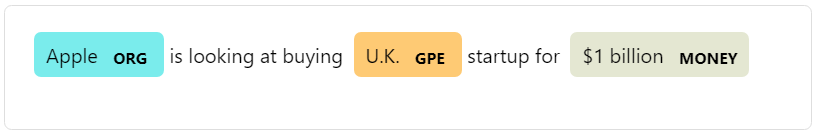 Apple ORG is looking at buying U.K. GPE startup for $1 billion MONEY